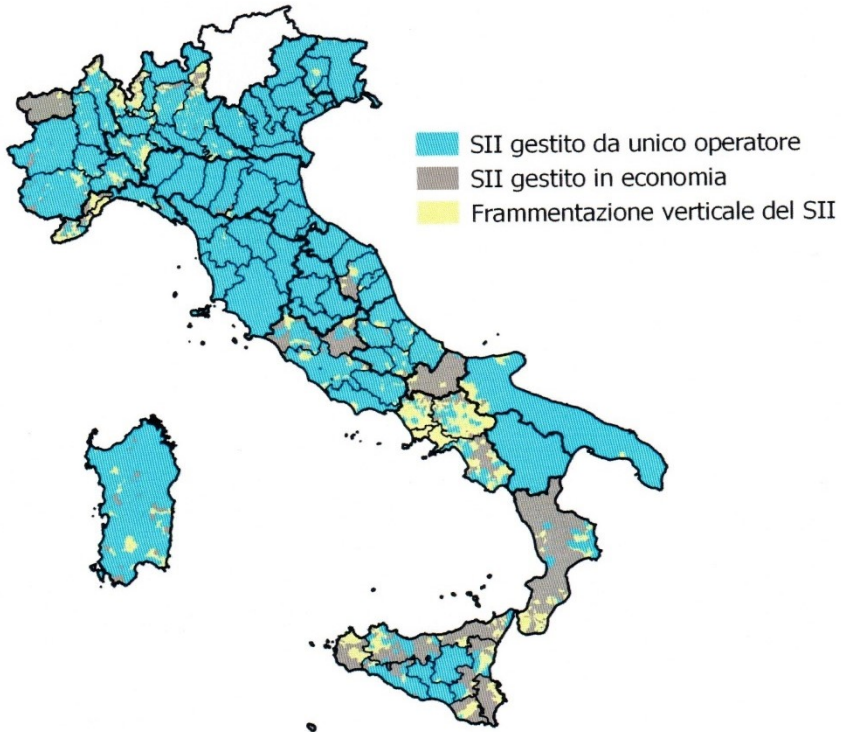 SII gestito da unico operatore
SII gestito in economia
Frammentazione verticale del SII